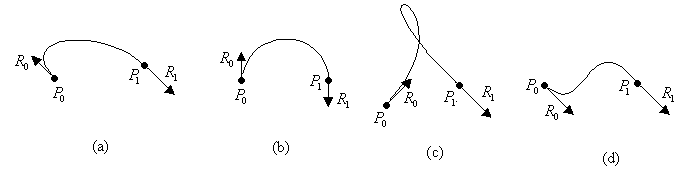 R₀ P₀ P₁ R₁
(a)
R₀ P₀ P₁ R₁
(b)
P₀ R₀ P₁ R₁
(c)
P₀ R₀ P₁ R₁
(d)